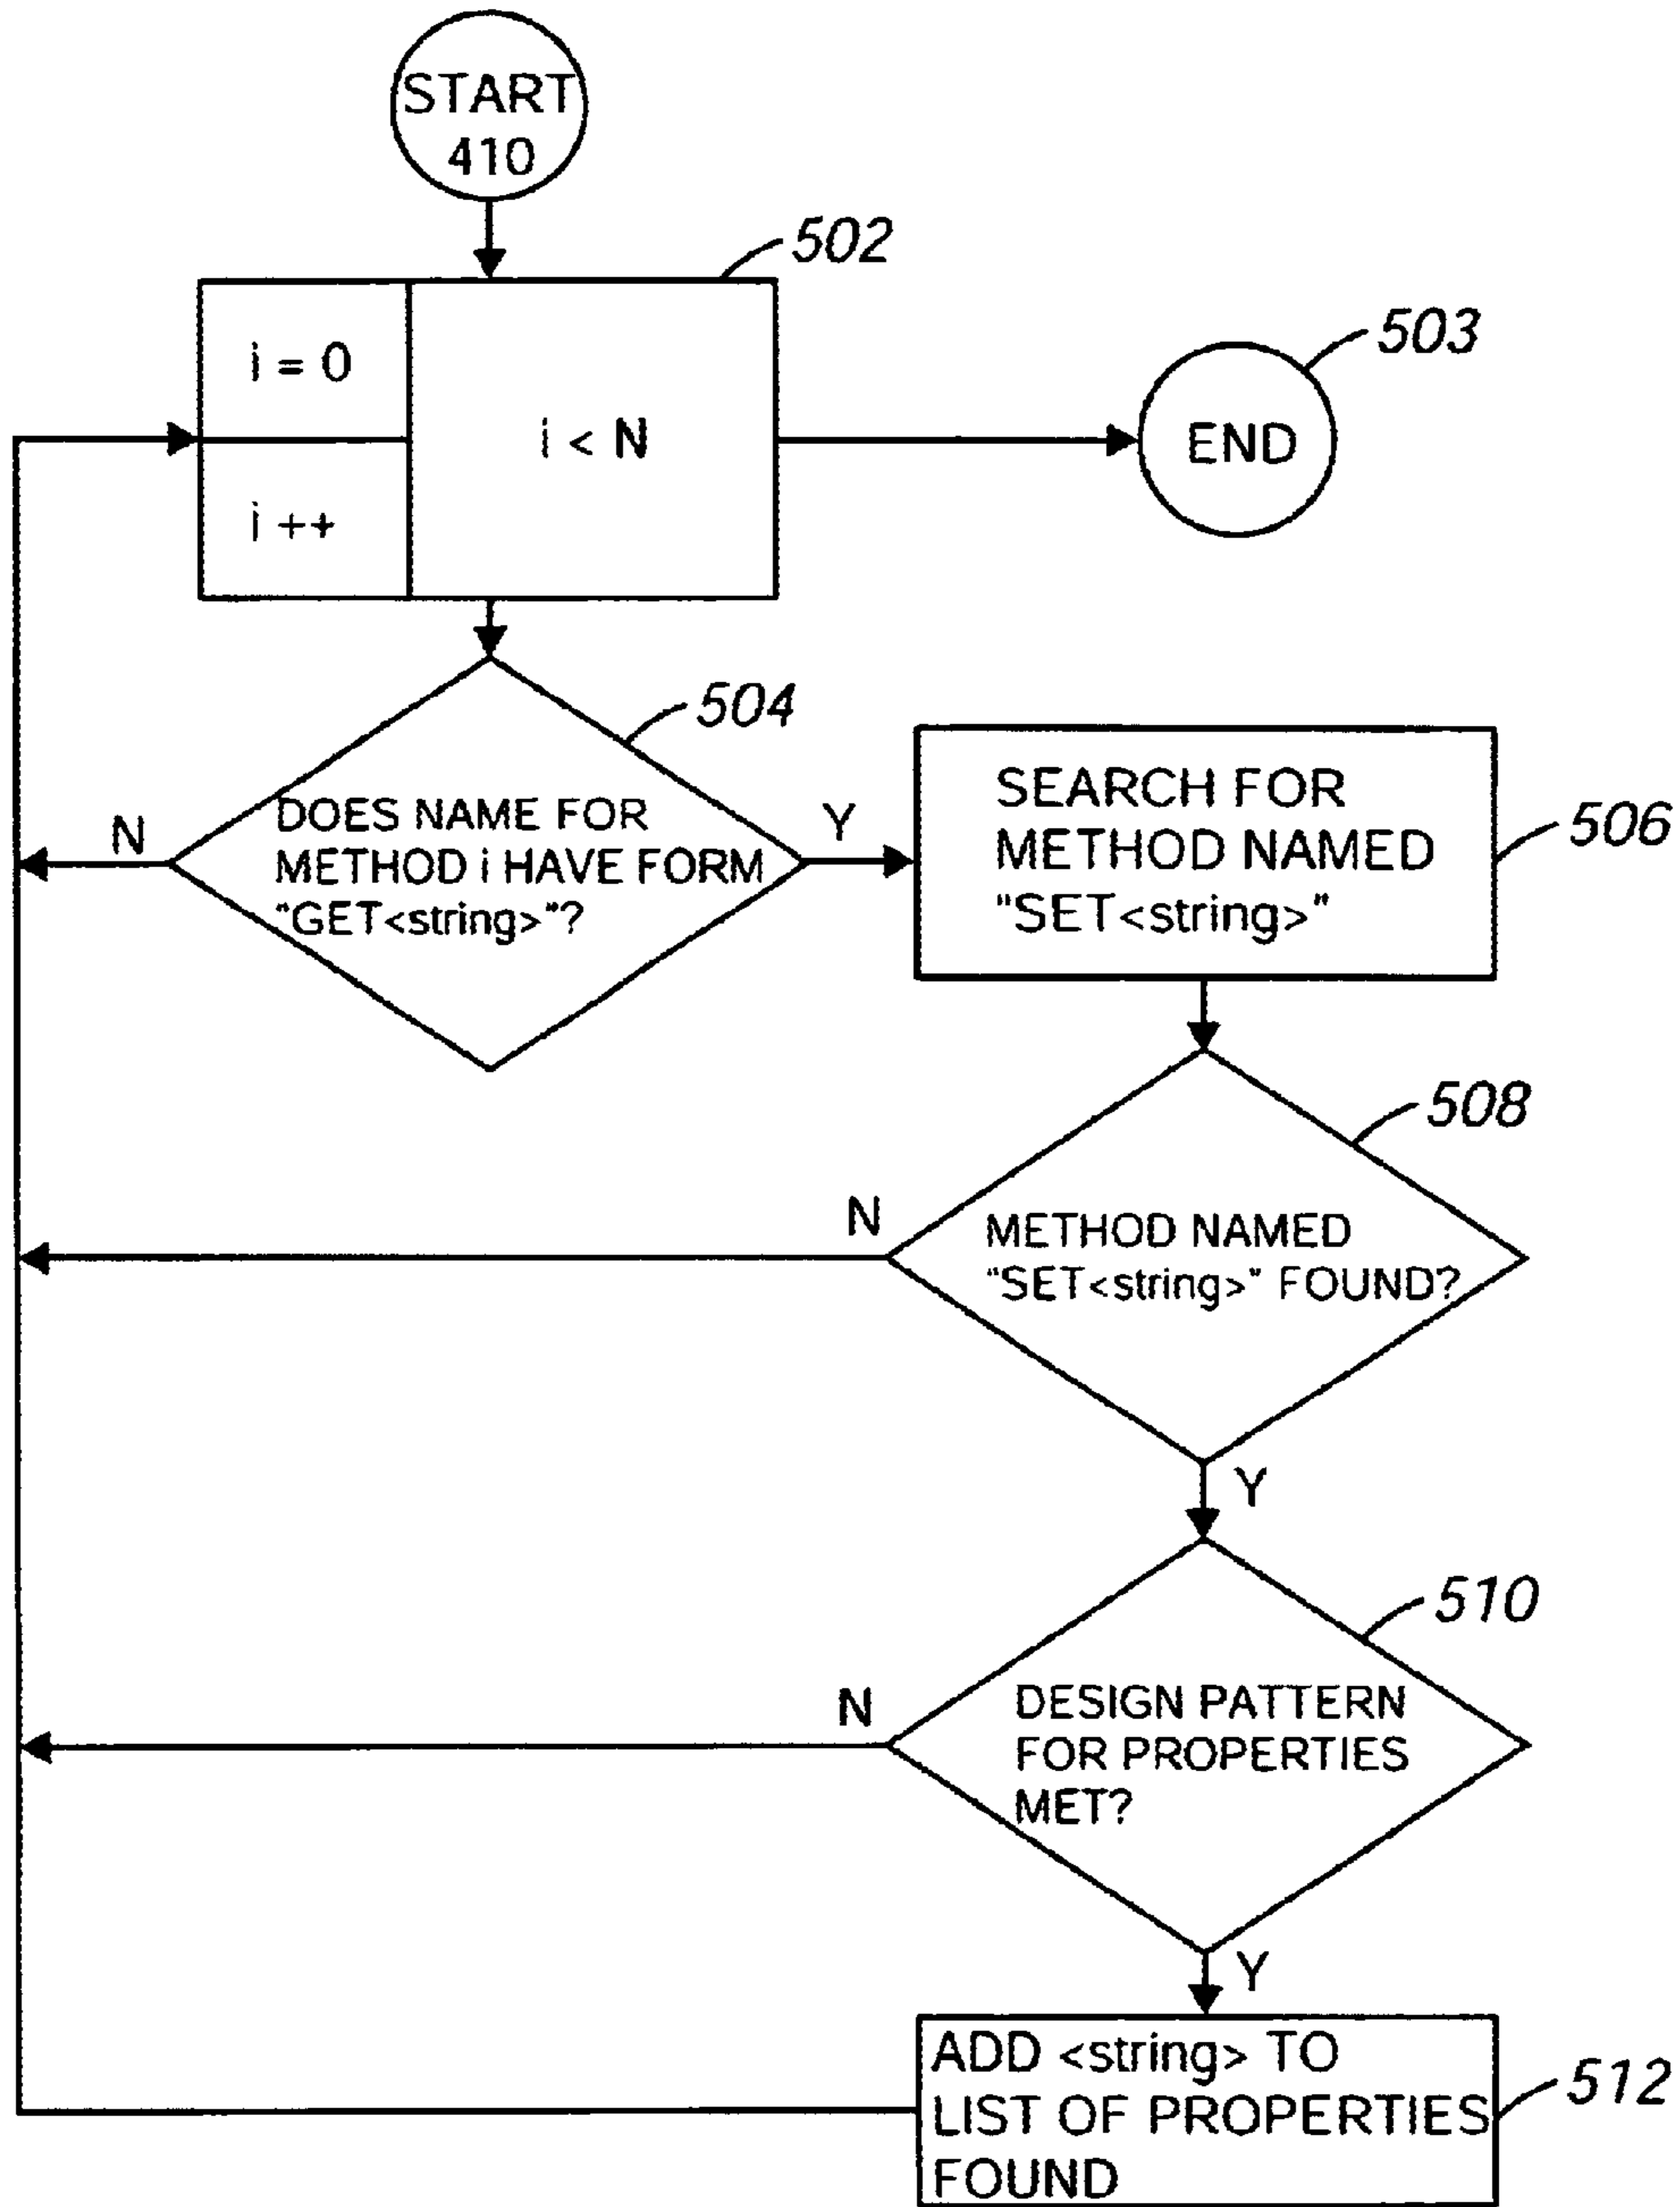 START
410
502
i = 0
i < N
i ++
503
END
504
DOES NAME FOR
METHOD i HAVE FORM
"GET<string>"?
N
Y
SEARCH FOR
METHOD NAMED
"SET<string>"
506
508
METHOD NAMED
"SET<string>" FOUND?
N
Y
510
DESIGN PATTERN
FOR PROPERTIES
MET?
N
Y
ADD <string> TO
LIST OF PROPERTIES
FOUND
512